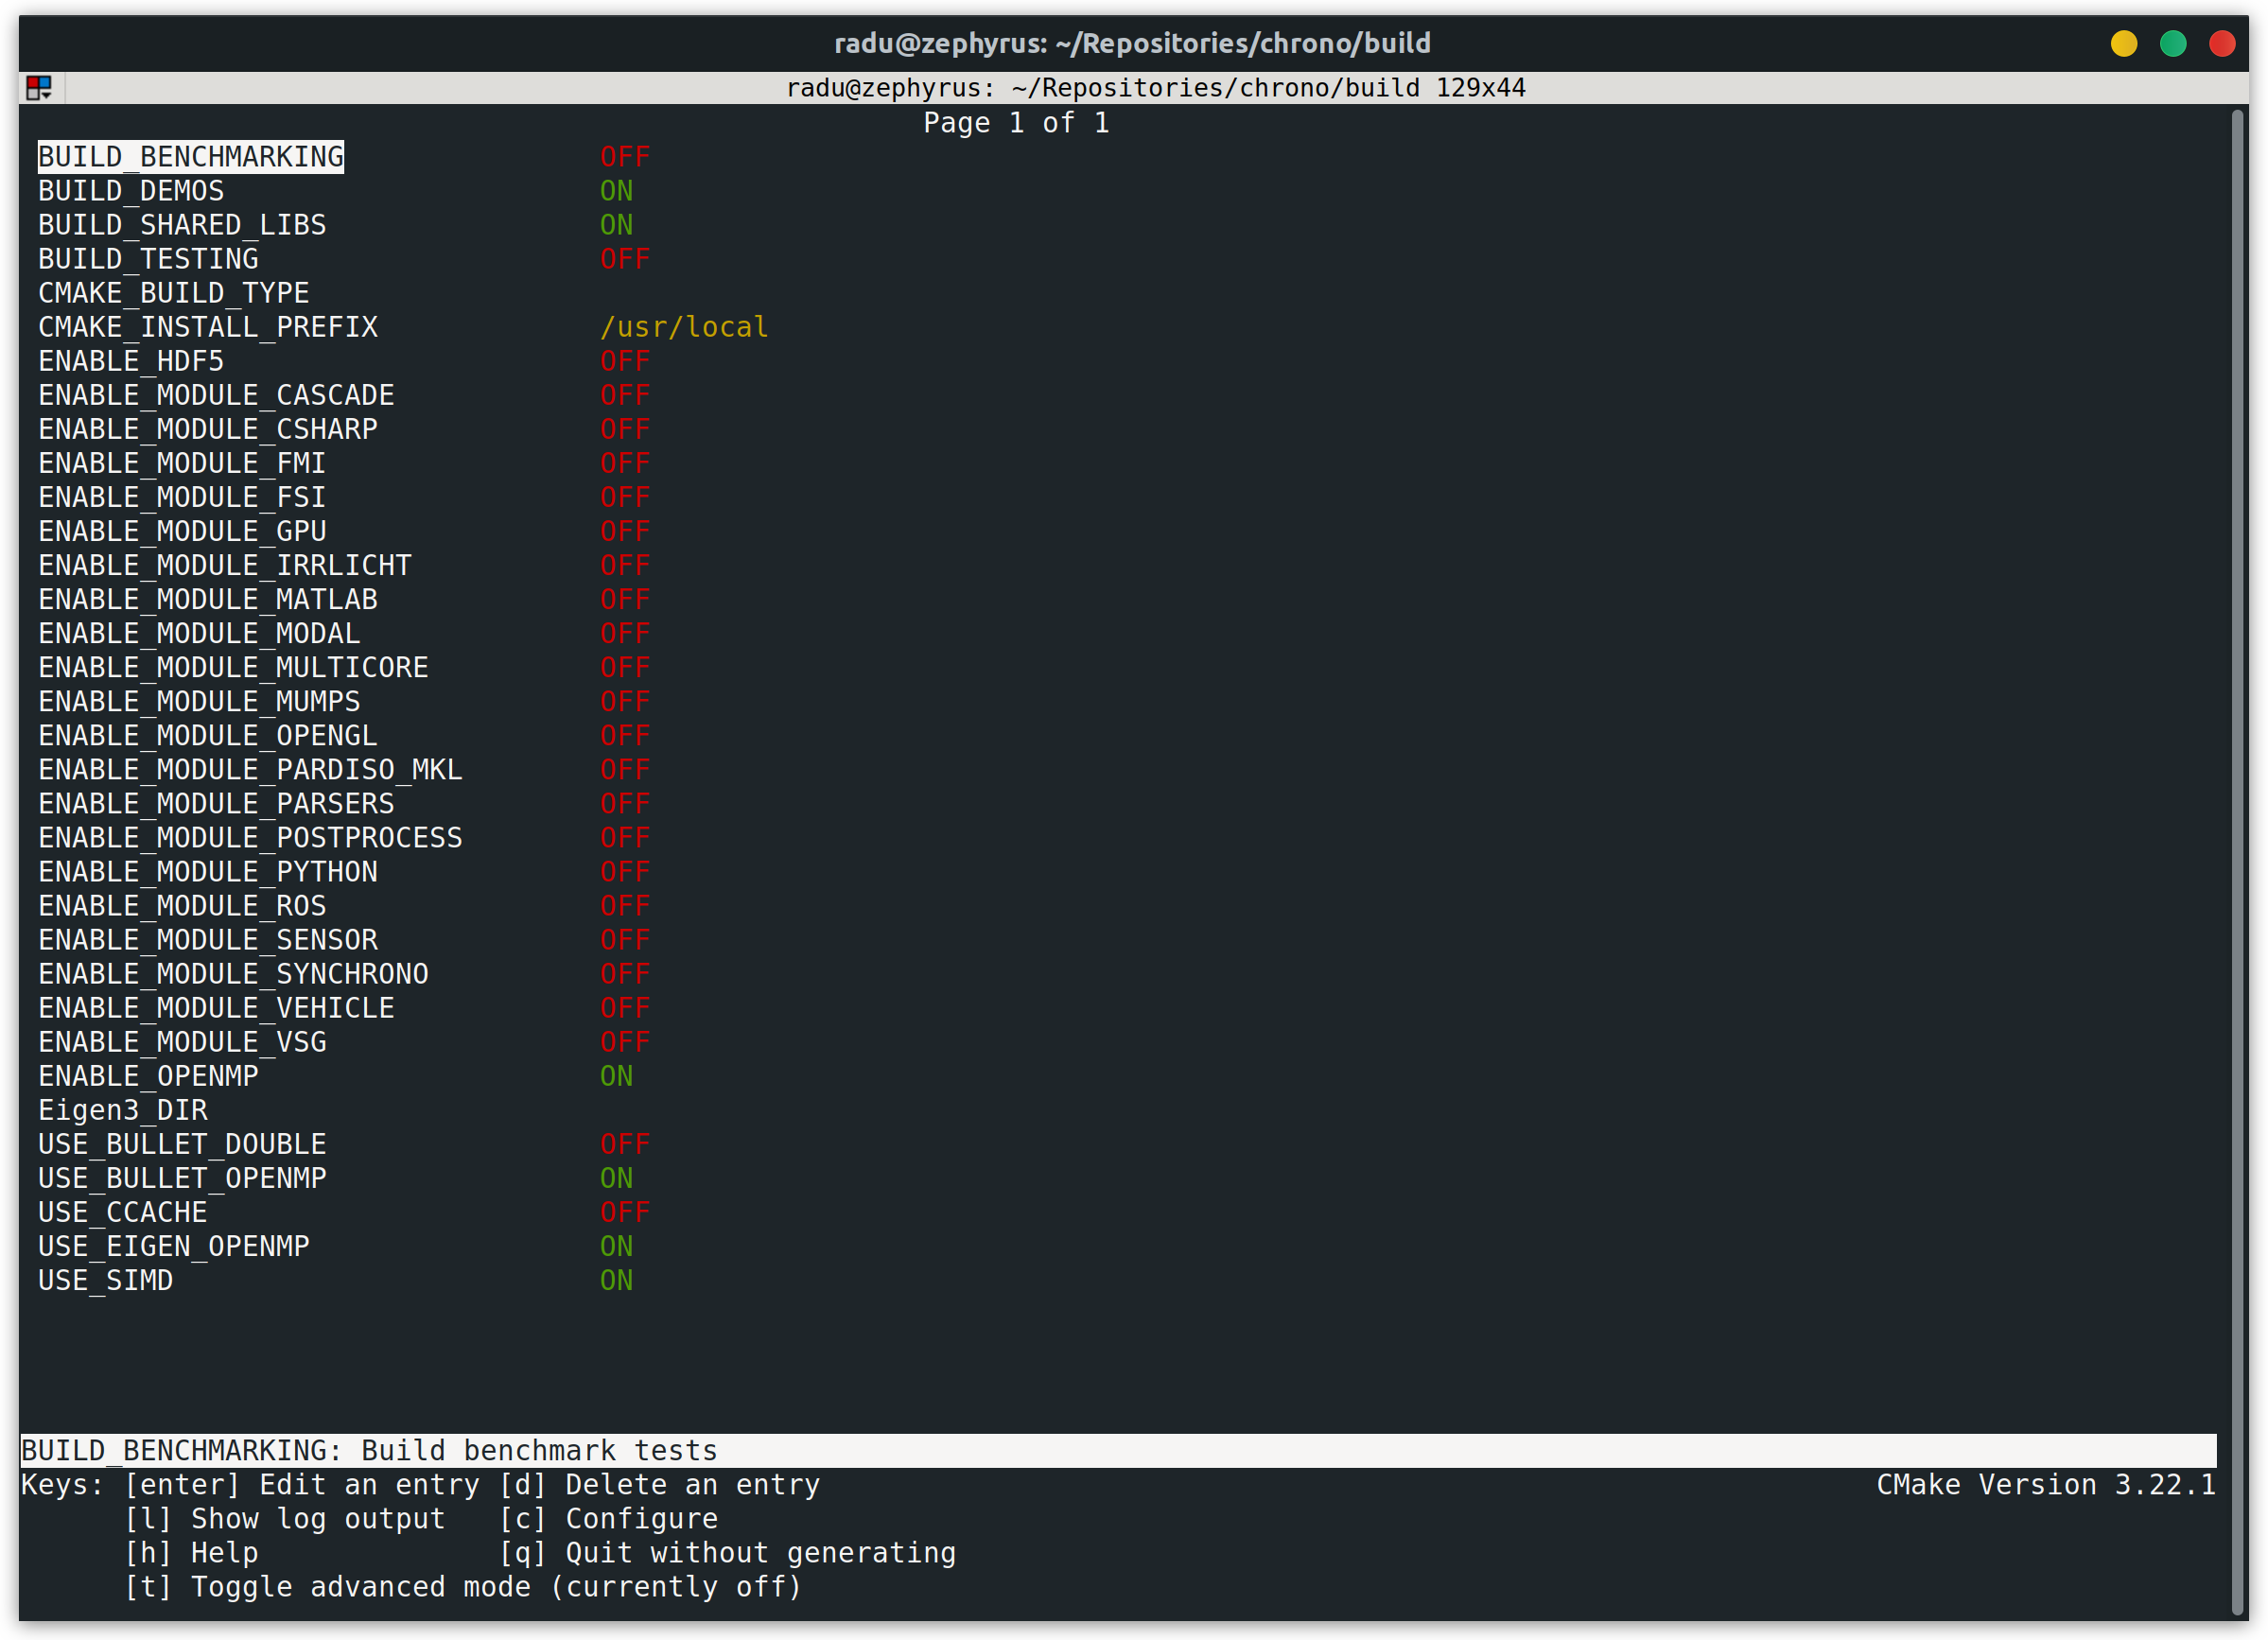 radu@zephyrus: ~/Repositories/chrono/build
radu@zephyrus: ~/Repositories/chrono/build 129x44
Page 1 of 1
BUILD_BENCHMARKING OFF
BUILD_DEMOS ON
BUILD_SHARED_LIBS ON
BUILD_TESTING OFF
CMAKE_BUILD_TYPE
CMAKE_INSTALL_PREFIX /usr/local
ENABLE_HDF5 OFF
ENABLE_MODULE_CASCADE OFF
ENABLE_MODULE_CSHARP OFF
ENABLE_MODULE_FMI OFF
ENABLE_MODULE_FSI OFF
ENABLE_MODULE_GPU OFF
ENABLE_MODULE_IRRLICHT OFF
ENABLE_MODULE_MATLAB OFF
ENABLE_MODULE_MODAL OFF
ENABLE_MODULE_MULTICORE OFF
ENABLE_MODULE_MUMPS OFF
ENABLE_MODULE_OPENGL OFF
ENABLE_MODULE_PARDISO_MKL OFF
ENABLE_MODULE_PARSERS OFF
ENABLE_MODULE_POSTPROCESS OFF
ENABLE_MODULE_PYTHON OFF
ENABLE_MODULE_ROS OFF
ENABLE_MODULE_SENSOR OFF
ENABLE_MODULE_SYNCHRONO OFF
ENABLE_MODULE_VEHICLE OFF
ENABLE_MODULE_VSG OFF
ENABLE_OPENMP ON
Eigen3_DIR
USE_BULLET_DOUBLE OFF
USE_BULLET_OPENMP ON
USE_CCACHE OFF
USE_EIGEN_OPENMP ON
USE_SIMD ON
BUILD_BENCHMARKING: Build benchmark tests
Keys: [enter] Edit an entry [d] Delete an entry CMake Version 3.22.1
[l] Show log output [c] Configure
[h] Help [q] Quit without generating
[t] Toggle advanced mode (currently off)